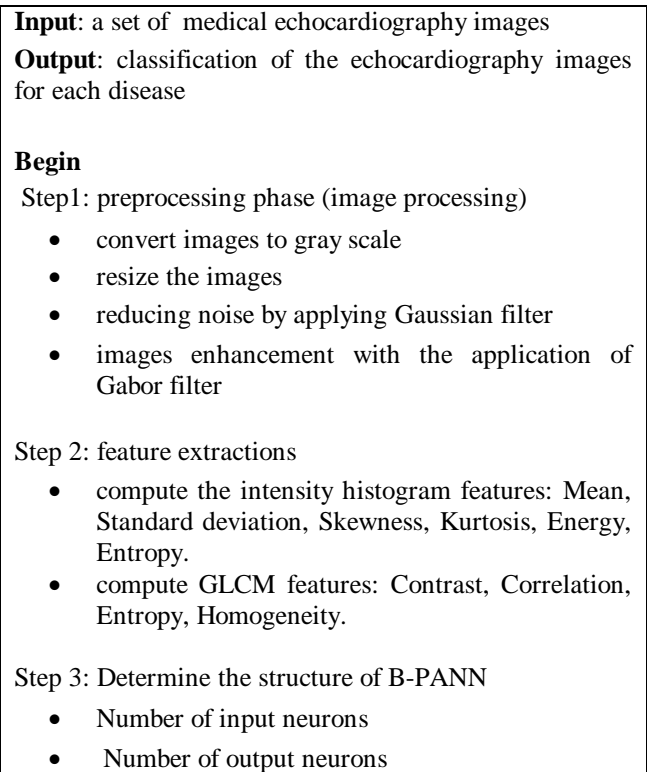 Input: a set of medical echocardiography images
Output: classification of the echocardiography images
for each disease
Begin
Step1: preprocessing phase (image processing)
• convert images to gray scale
• resize the images
• reducing noise by applying Gaussian filter
• images enhancement with the application of
Gabor filter
Step 2: feature extractions
• compute the intensity histogram features: Mean,
Standard deviation, Skewness, Kurtosis, Energy,
Entropy.
• compute GLCM features: Contrast, Correlation,
Entropy, Homogeneity.
Step 3: Determine the structure of B-PANN
• Number of input neurons
• Number of output neurons